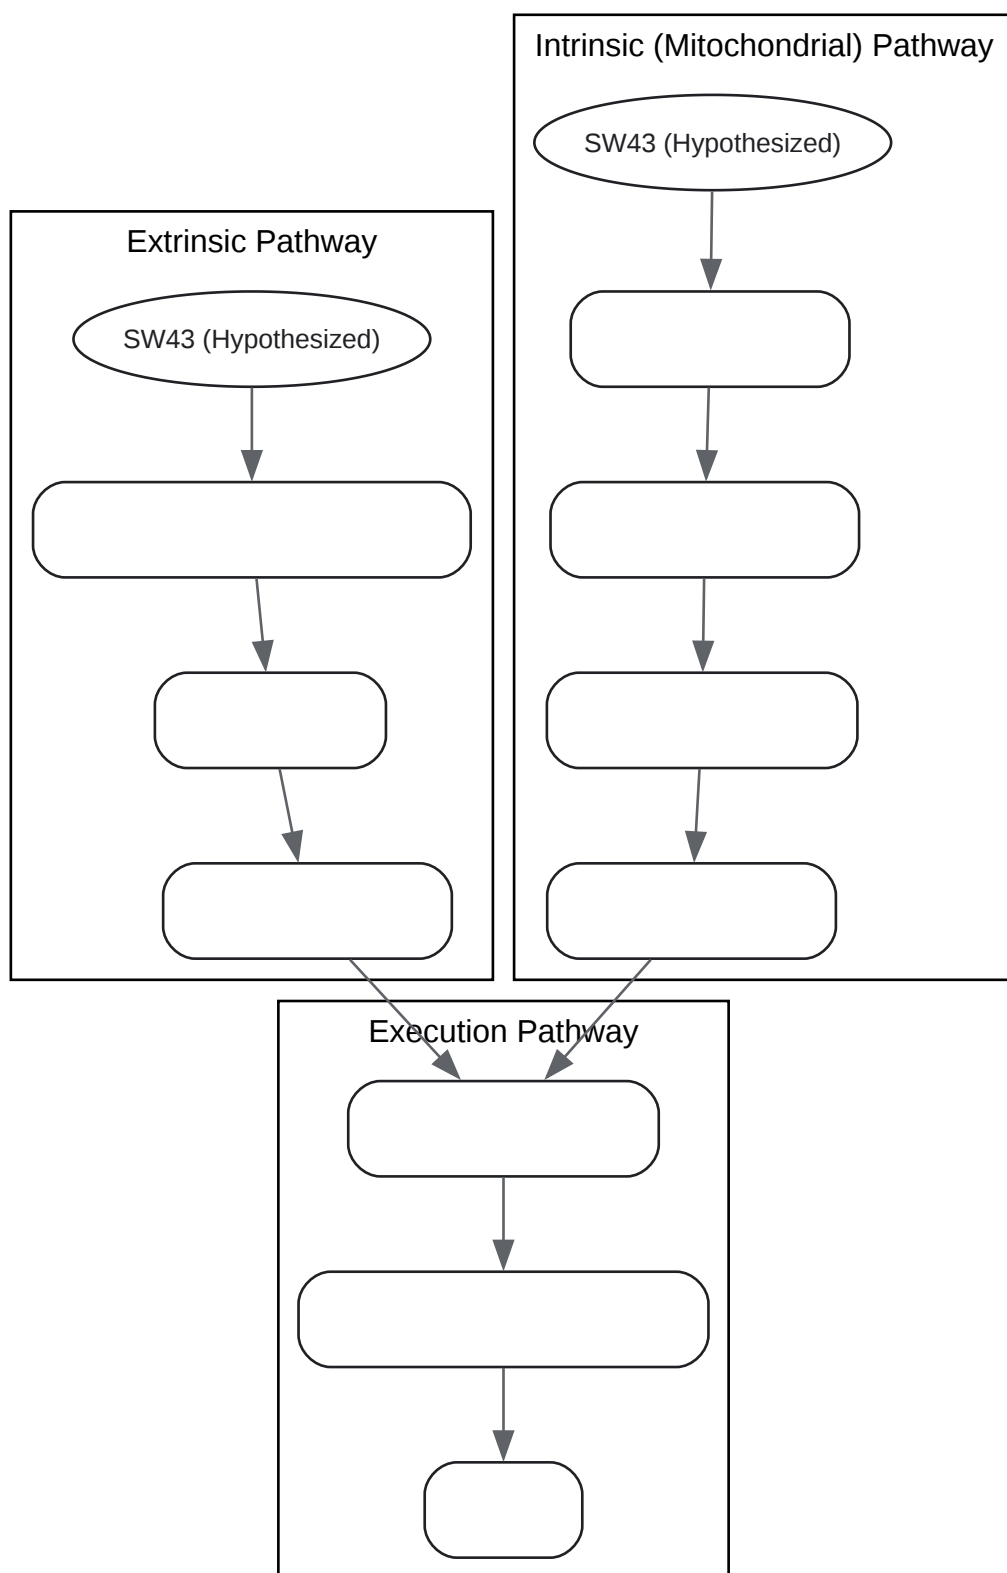 Intrinsic (Mitochondrial) Pathway
SW43 (Hypothesized)
Extrinsic Pathway
SW43 (Hypothesized)
Execution Pathway